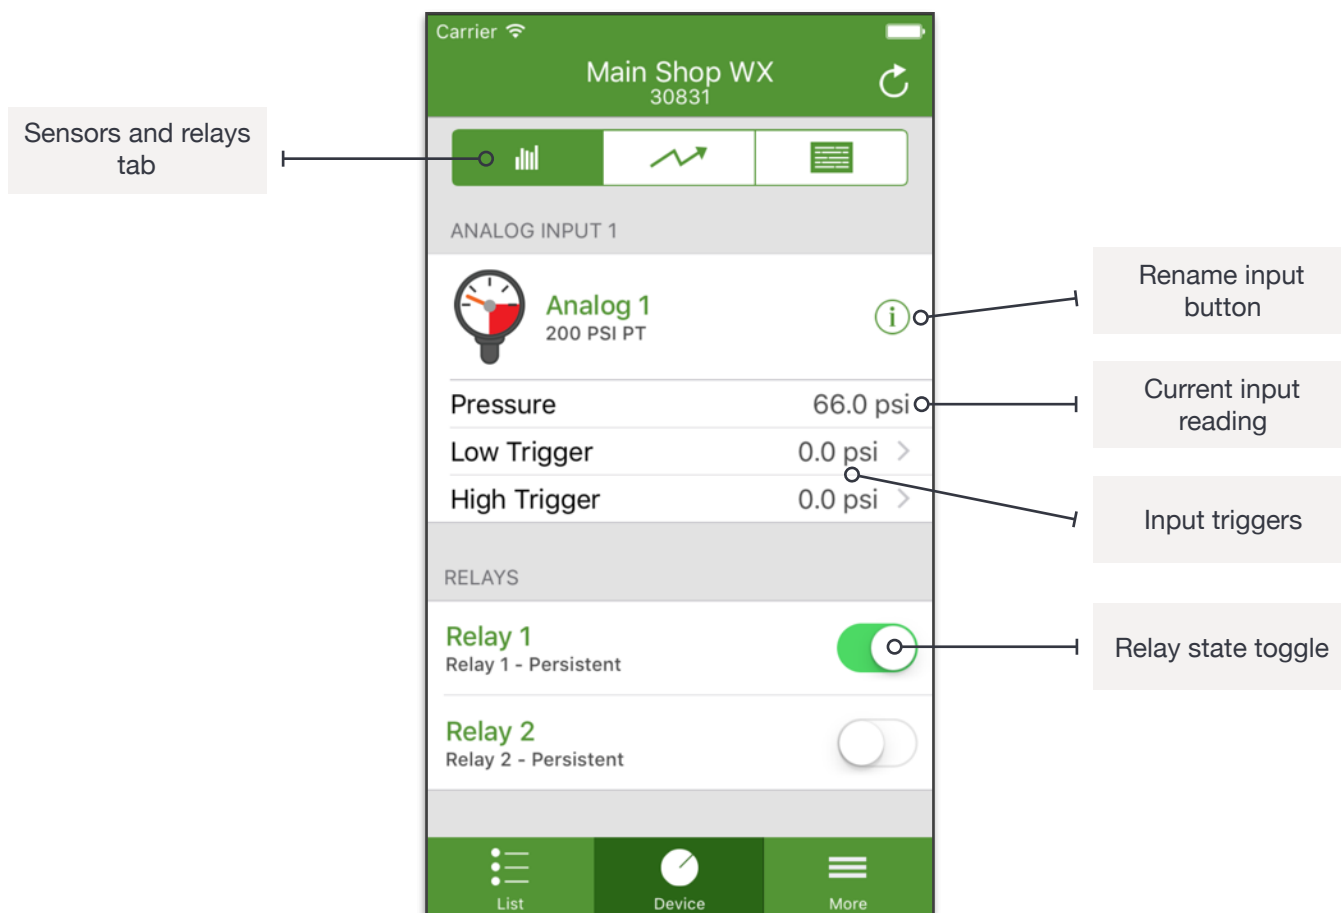 Carrier
Main Shop WX
30831
Sensors and relays
tab
ANALOG INPUT 1
Analog 1
200 PSI PT
i
Rename input
button
Pressure 66.0 psi
Current input
reading
Low Trigger 0.0 psi
High Trigger 0.0 psi
Input triggers
RELAYS
Relay 1
Relay 1 - Persistent
Relay state toggle
Relay 2
Relay 2 - Persistent
List Device More